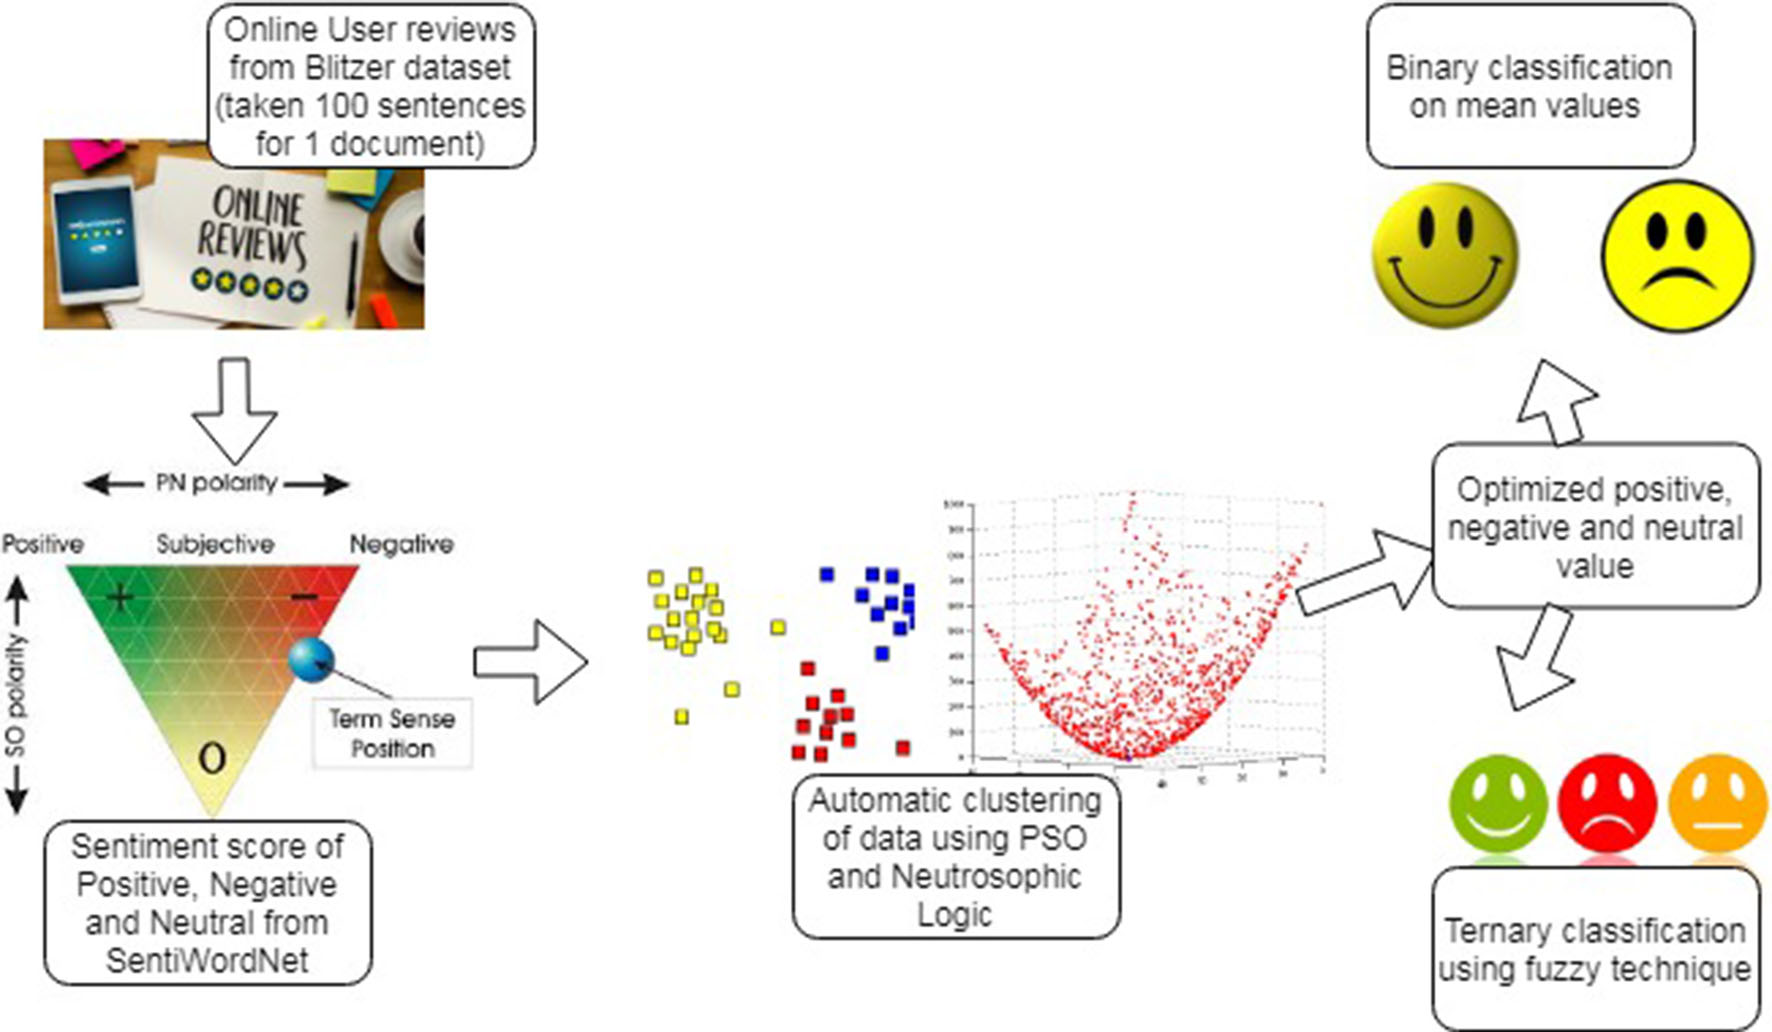 Online User reviews
from Blitzer dataset
(taken 100 sentences
for 1 document)
ONLINE
REVIEWS
PN polarity
Positive
Subjective
Negative
+
−
SO polarity
O
Term Sense
Position
Sentiment score of
Positive, Negative
and Neutral from
SentiWordNet
Automatic clustering
of data using PSO
and Neutrosophic
Logic
Optimized positive,
negative and neutral
value
Binary classification
on mean values
Ternary classification
using fuzzy technique